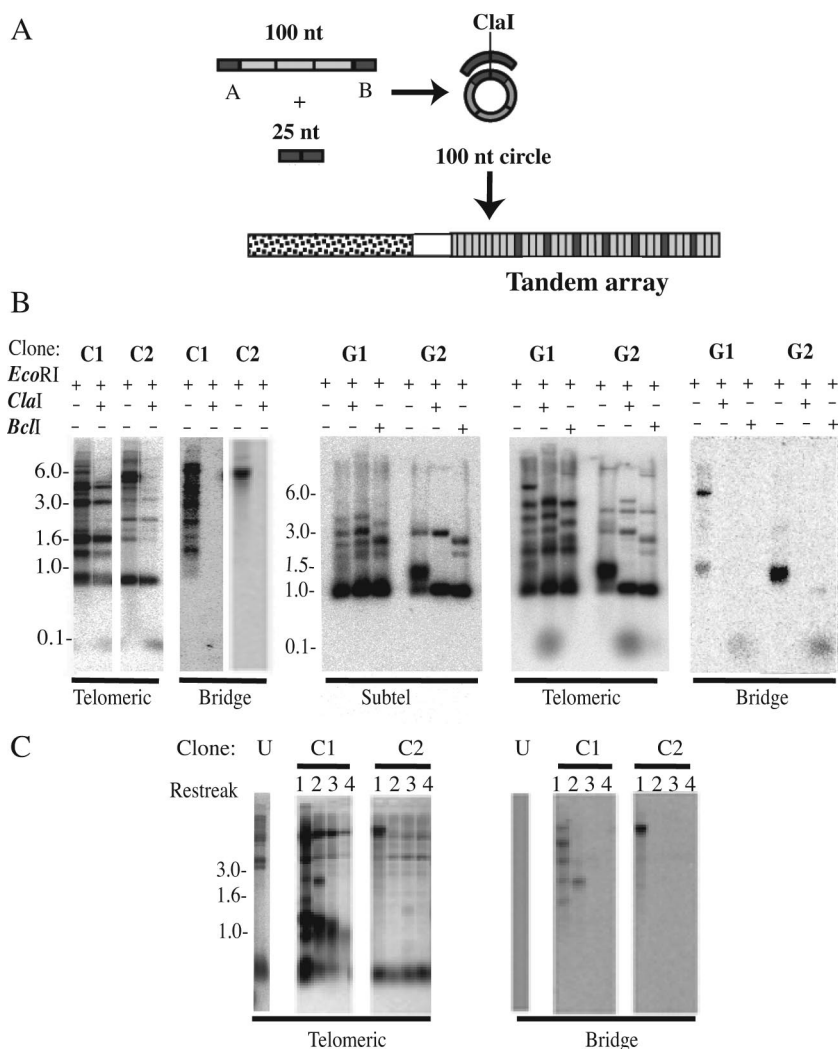 A
ClaI
100 nt
A B
+
25 nt
100 nt circle
Tandem array
B
Clone: C1 C2 C1 C2 G1 G2 G1 G2 G1 G2
EcoRI + + + + + + + + + + + + + + + + + + + + + + + + + +
ClaI - + - + - + - + - + - - + - - + - - + - - + - - + -
BclI - - + - - + - - + - - + - - + - - +
6.0-
3.0-
1.6-
1.0-
0.1-
6.0-
3.0-
1.5-
1.0-
0.1-
Telomeric Bridge Subtel Telomeric Bridge
C
Clone: U C1 C2 U C1 C2
Restreak 1 2 3 4 1 2 3 4 1 2 3 4 1 2 3 4
3.0-
1.6-
1.0-
Telomeric Bridge